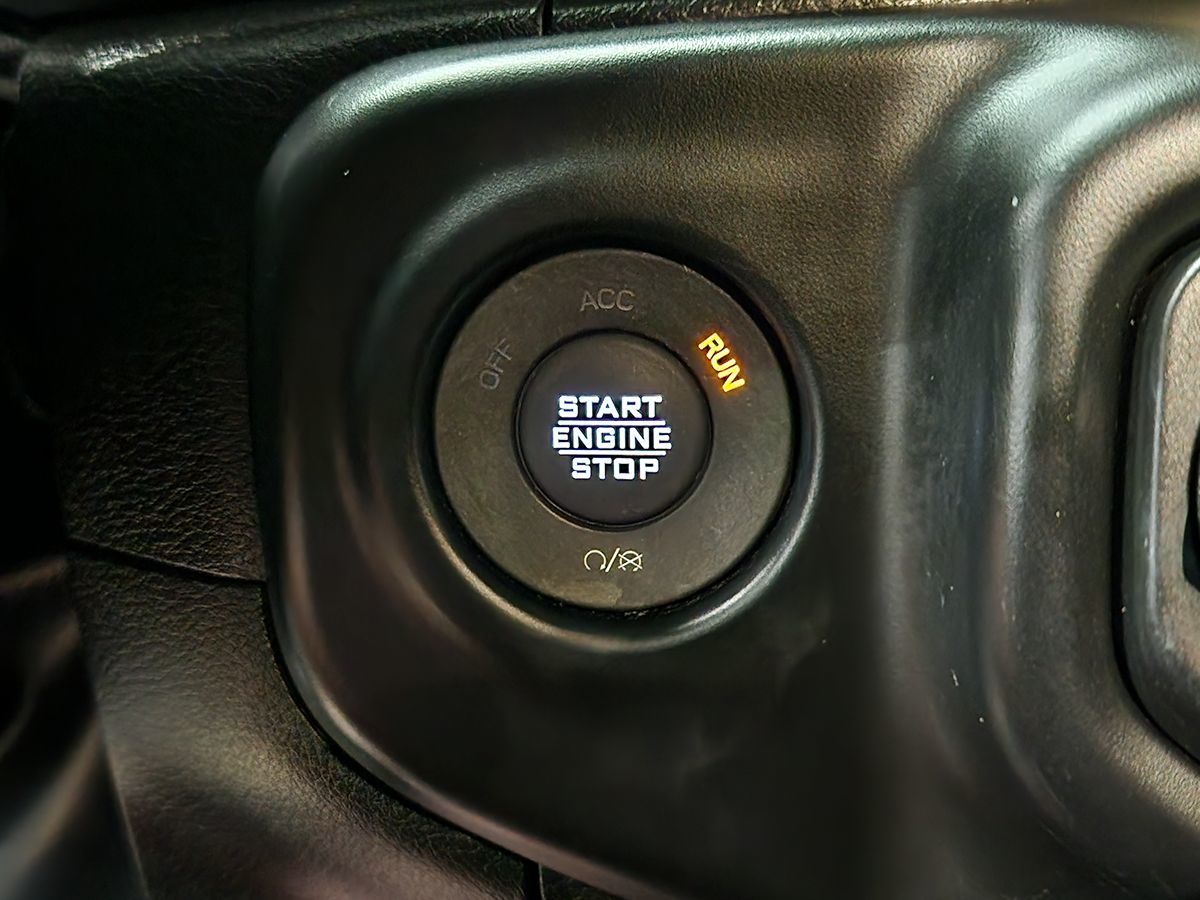 ACC
OFF
RUN
START
ENGINE
STOP